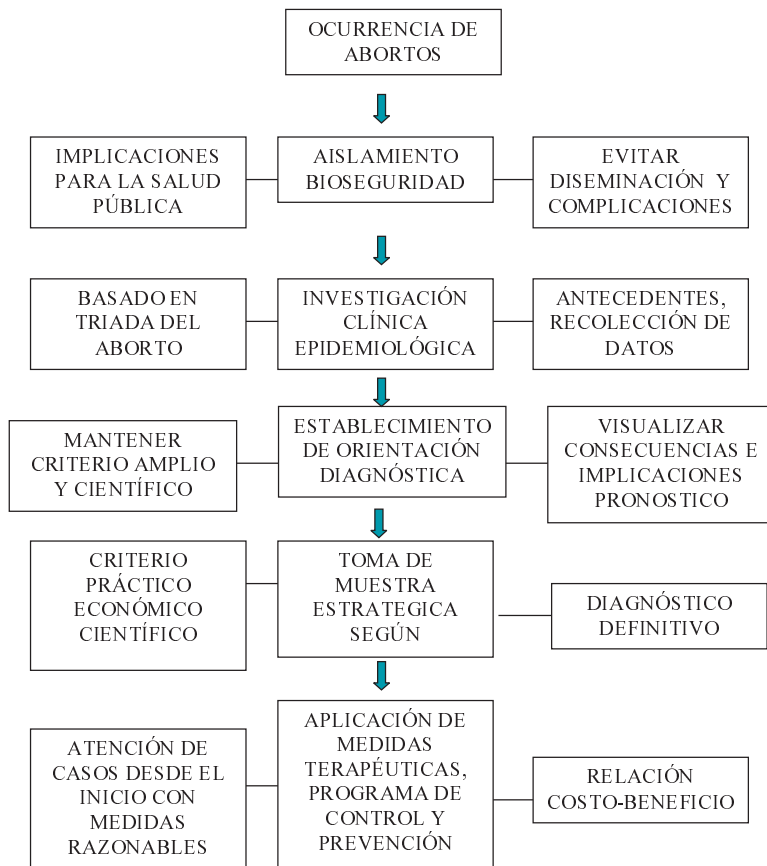 OCURRENCIA DE
ABORTOS
IMPLICACIONES
PARA LA SALUD
PÚBLICA
AISLAMIENTO
BIOSEGURIDAD
EVITAR
DISEMINACIÓN Y
COMPLICACIONES
BASADO EN
TRIADA DEL
ABORTO
INVESTIGACIÓN
CLÍNICA
EPIDEMIOLÓGICA
ANTECEDENTES,
RECOLECCIÓN DE
DATOS
MANTENER
CRITERIO AMPLIO
Y CIENTÍFICO
ESTABLECIMIENTO
DE ORIENTACIÓN
DIAGNÓSTICA
VISUALIZAR
CONSECUENCIAS E
IMPLICACIONES
PRONOSTICO
CRITERIO
PRÁCTICO
ECONÓMICO
CIENTÍFICO
TOMA DE
MUESTRA
ESTRATEGICA
SEGÚN
DIAGNÓSTICO
DEFINITIVO
ATENCIÓN DE
CASOS DESDE EL
INICIO CON
MEDIDAS
RAZONABLES
APLICACIÓN DE
MEDIDAS
TERAPÉUTICAS,
PROGRAMA DE
CONTROL Y
PREVENCIÓN
RELACIÓN
COSTO-BENEFICIO